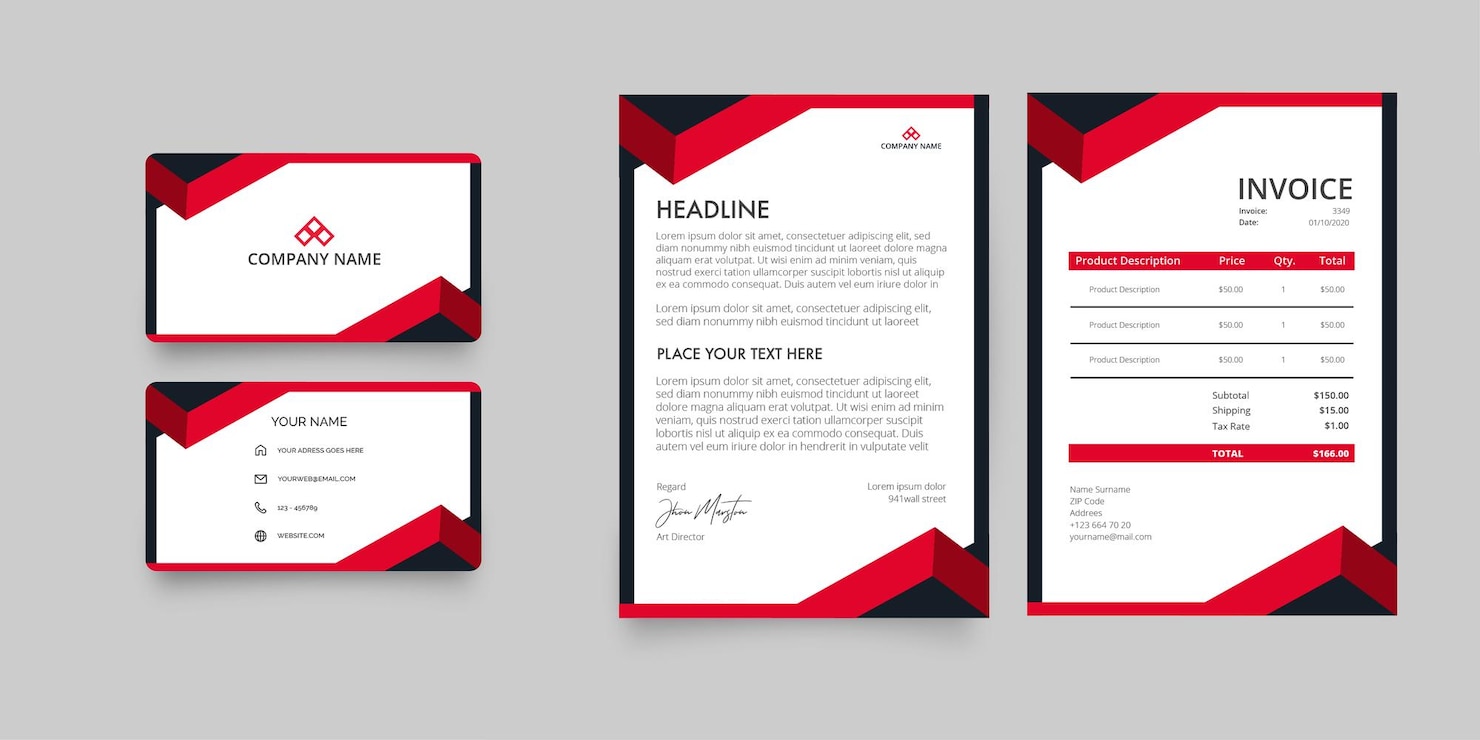 COMPANY NAME
YOUR NAME
YOUR ADRESS GOES HERE
YOURWEB@EMAIL.COM
123 - 456789
WEBSITE.COM
COMPANY NAME
HEADLINE
Lorem ipsum dolor sit amet, consectetuer adipiscing elit, sed
diam nonummy nibh euismod tincidunt ut laoreet dolore magna
aliquam erat volutpat. Ut wisi enim ad minim veniam, quis
nostrud exerci tation ullamcorper suscipit lobortis nisl ut aliquip
ex ea commodo consequat. Duis autem vel eum iriure dolor in
Lorem ipsum dolor sit amet, consectetuer adipiscing elit,
sed diam nonummy nibh euismod tincidunt ut laoreet
PLACE YOUR TEXT HERE
Lorem ipsum dolor sit amet, consectetuer adipiscing elit,
sed diam nonummy nibh euismod tincidunt ut laoreet
dolore magna aliquam erat volutpat. Ut wisi enim ad minim
veniam, quis nostrud exerci tation ullamcorper suscipit
lobortis nisl ut aliquip ex ea commodo consequat. Duis
autem vel eum iriure dolor in hendrerit in vulputate velit
Regard
Jhon Marston
Art Director
Lorem ipsum dolor
941wall street
INVOICE
Invoice: 3349
Date: 01/10/2020
Product Description Price Qty. Total
Product Description $50.00 1 $50.00
Product Description $50.00 1 $50.00
Product Description $50.00 1 $50.00
Subtotal $150.00
Shipping $15.00
Tax Rate $1.00
TOTAL $166.00
Name Surname
ZIP Code
Addrees
+123 664 70 20
yourname@mail.com